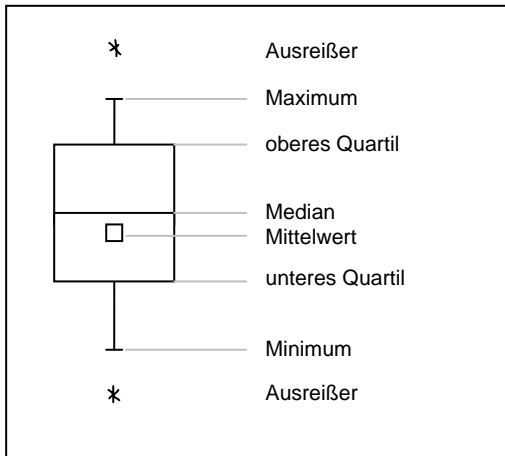 Ausreißer
Maximum
oberes Quartil
Median
Mittelwert
unteres Quartil
Minimum
Ausreißer